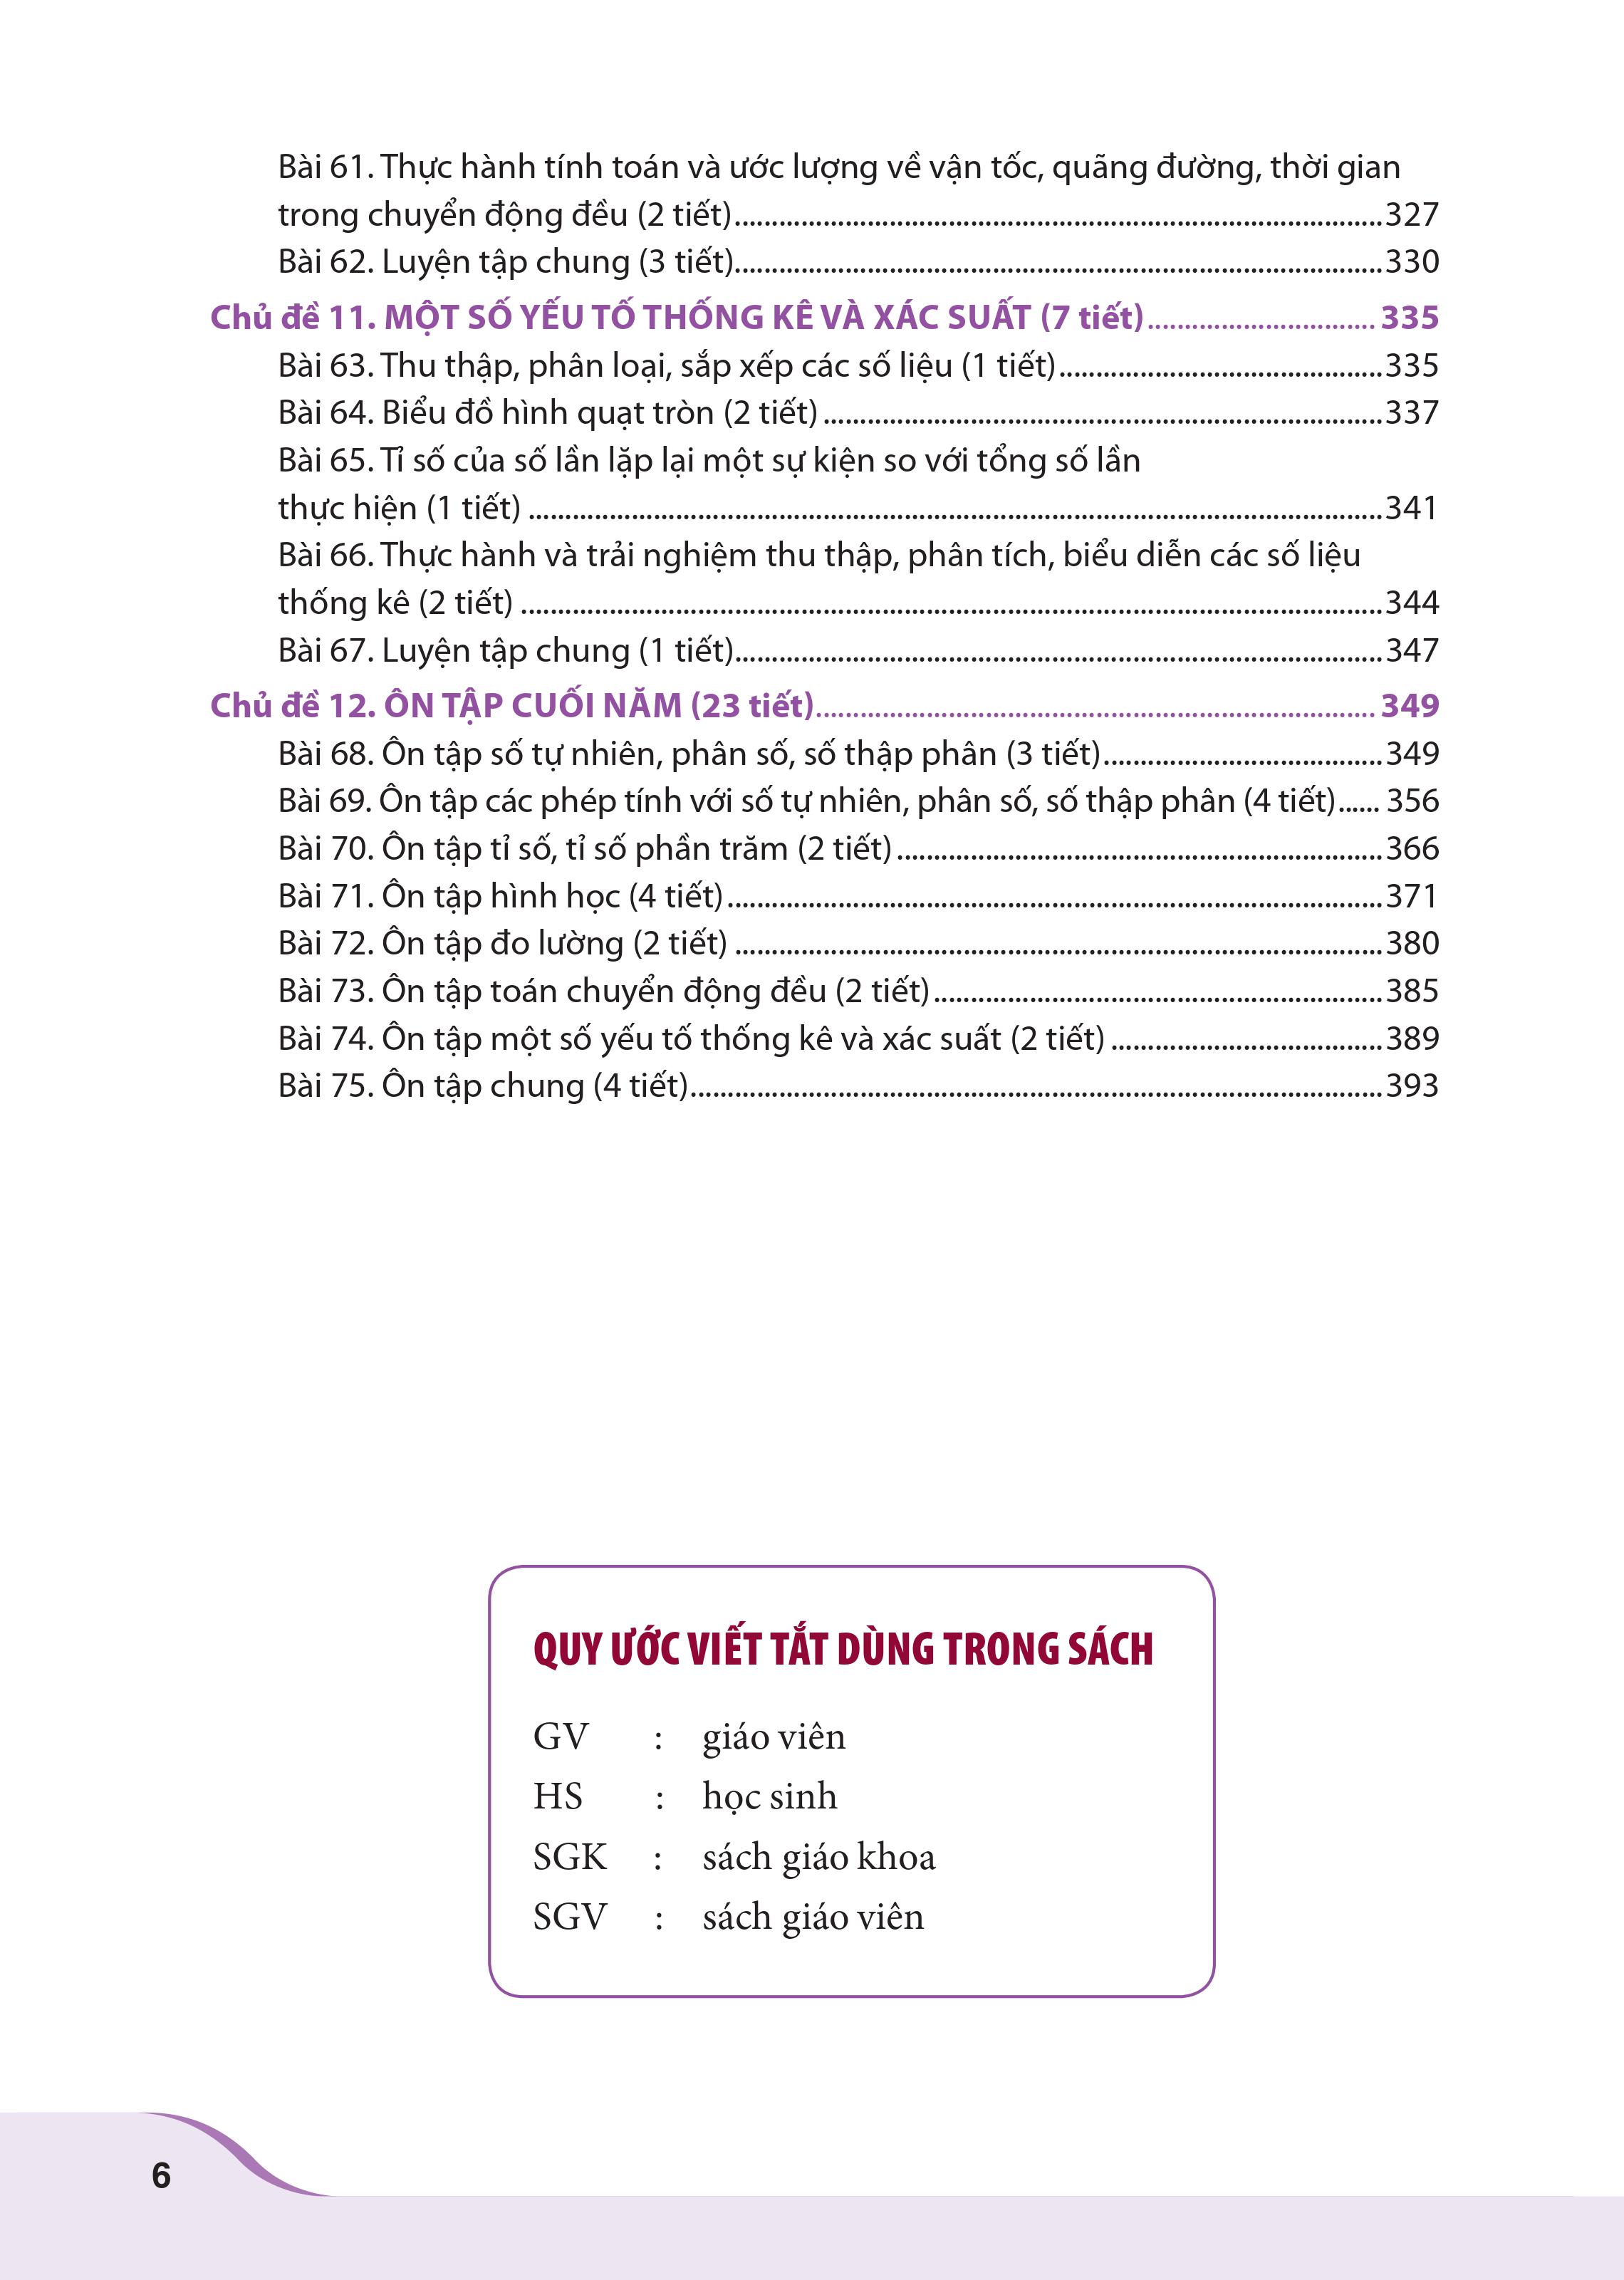 Bài 61. Thực hành tính toán và ước lượng về vận tốc, quãng đường, thời gian
trong chuyển động đều (2 tiết)........................................327
Bài 62. Luyện tập chung (3 tiết)........................................330
Chủ đề 11. MỘT SỐ YẾU TỐ THỐNG KÊ VÀ XÁC SUẤT (7 tiết)............................... 335
Bài 63. Thu thập, phân loại, sắp xếp các số liệu (1 tiết)........................................335
Bài 64. Biểu đồ hình quạt tròn (2 tiết) ........................................337
Bài 65. Tỉ số của số lần lặp lại một sự kiện so với tổng số lần
thực hiện (1 tiết) ........................................341
Bài 66. Thực hành và trải nghiệm thu thập, phân tích, biểu diễn các số liệu
thống kê (2 tiết) ........................................344
Bài 67. Luyện tập chung (1 tiết)........................................347
Chủ đề 12. ÔN TẬP CUỐI NĂM (23 tiết)........................................ 349
Bài 68. Ôn tập số tự nhiên, phân số, số thập phân (3 tiết)......................................349
Bài 69. Ôn tập các phép tính với số tự nhiên, phân số, số thập phân (4 tiết)...... 356
Bài 70. Ôn tập tỉ số, tỉ số phần trăm (2 tiết) ........................................366
Bài 71. Ôn tập hình học (4 tiết)........................................371
Bài 72. Ôn tập đo lường (2 tiết) ........................................380
Bài 73. Ôn tập toán chuyển động đều (2 tiết)........................................385
Bài 74. Ôn tập một số yếu tố thống kê và xác suất (2 tiết) .....................................389
Bài 75. Ôn tập chung (4 tiết)........................................393
QUY ƯỚC VIẾT TẮT DÙNG TRONG SÁCH
GV : giáo viên
HS : học sinh
SGK : sách giáo khoa
SGV : sách giáo viên
6